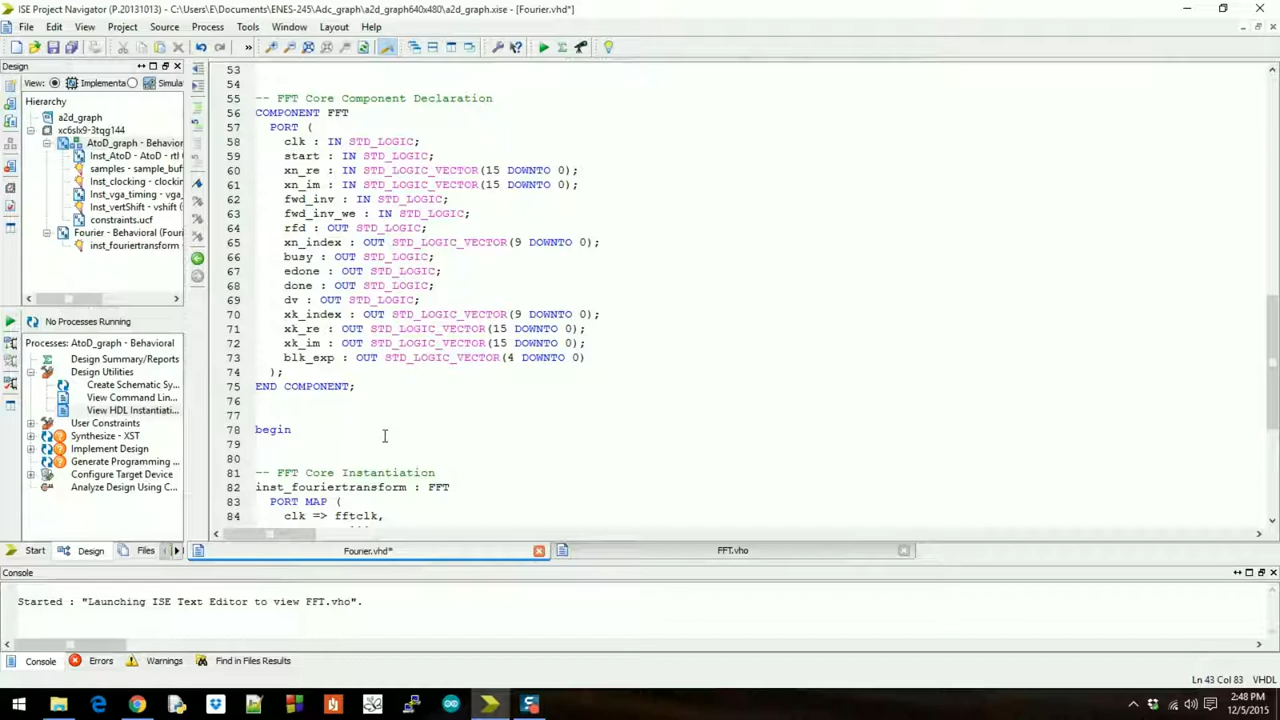 ISE Project Navigator (P.20131013) - C:\Users\E\Documents\ENES-245\Adc_graph\a2d_graph640x480\a2d_graph.xise - [Fourier.vhd*]
File Edit View Project Source Process Tools Window Layout Help
Design
View: Implementa Simula
Hierarchy
a2d_graph
xc6slx9-3tqg144
AtoD_graph - Behavior
Inst_AtoD - AtoD - rtl
samples - sample_buf
Inst_clocking - clockin
Inst_vga_timing - vga_
Inst_vertShift - vshift (
constraints.ucf
Fourier - Behavioral (Fouri
inst_fouriertransform
No Processes Running
Processes: AtoD_graph - Behavioral
Design Summary/Reports
Design Utilities
Create Schematic Sy...
View Command Lin...
View HDL Instantiati...
User Constraints
Synthesize - XST
Implement Design
Generate Programming ...
Configure Target Device
Analyze Design Using C...
Start Design Files
53
54
55 -- FFT Core Component Declaration
56 COMPONENT FFT
57 PORT (
58 clk : IN STD_LOGIC;
59 start : IN STD_LOGIC;
60 xn_re : IN STD_LOGIC_VECTOR(15 DOWNTO 0);
61 xn_im : IN STD_LOGIC_VECTOR(15 DOWNTO 0);
62 fwd_inv : IN STD_LOGIC;
63 fwd_inv_we : IN STD_LOGIC;
64 rfd : OUT STD_LOGIC;
65 xn_index : OUT STD_LOGIC_VECTOR(9 DOWNTO 0);
66 busy : OUT STD_LOGIC;
67 edone : OUT STD_LOGIC;
68 done : OUT STD_LOGIC;
69 dv : OUT STD_LOGIC;
70 xk_index : OUT STD_LOGIC_VECTOR(9 DOWNTO 0);
71 xk_re : OUT STD_LOGIC_VECTOR(15 DOWNTO 0);
72 xk_im : OUT STD_LOGIC_VECTOR(15 DOWNTO 0);
73 blk_exp : OUT STD_LOGIC_VECTOR(4 DOWNTO 0)
74 );
75 END COMPONENT;
76
77
78 begin
79
80
81 -- FFT Core Instantiation
82 inst_fouriertransform : FFT
83 PORT MAP (
84 clk => fftclk,
Fourier.vhd* FFT.vho
Console
Started : "Launching ISE Text Editor to view FFT.vho".
Console Errors Warnings Find in Files Results
Ln 43 Col 83 VHDL
2:48 PM
12/5/2015